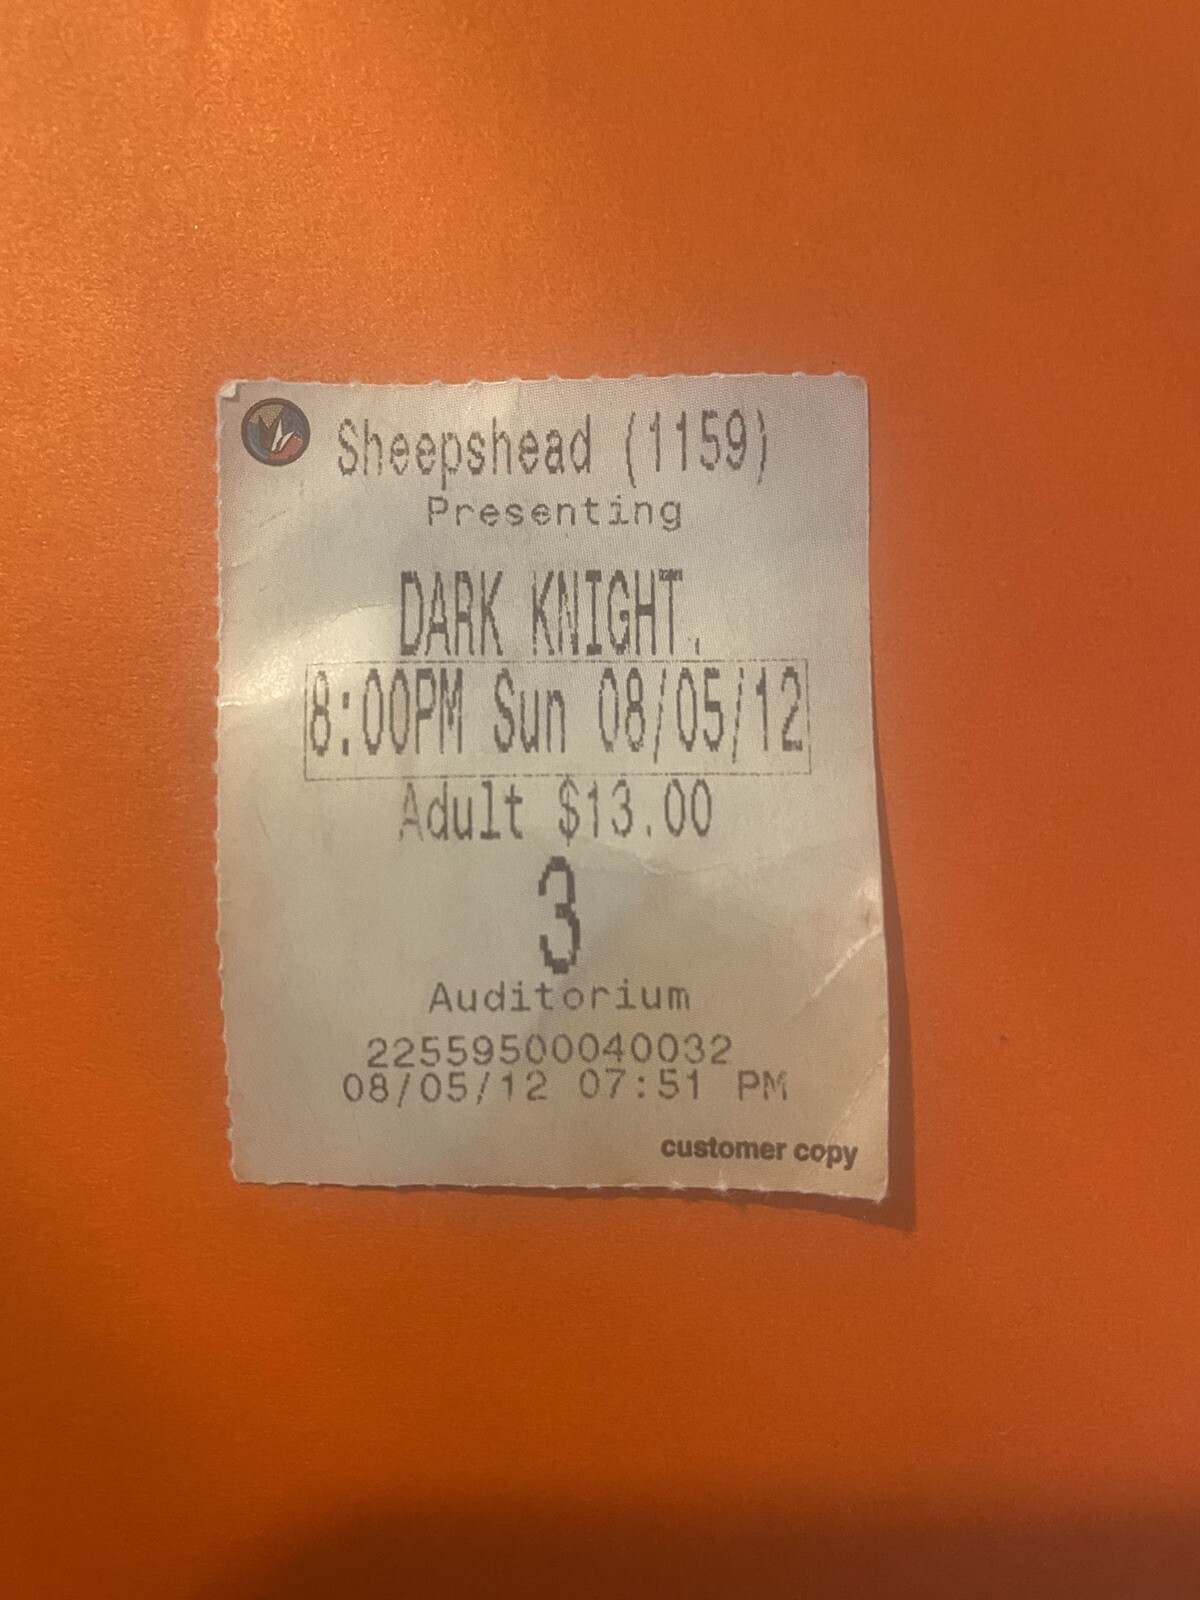 Sheepshead (1159)
Presenting
DARK KNIGHT.
8:00PM Sun 08/05/12
Adult $13.00
3
Auditorium
22559500040032
08/05/12 07:51 PM
customer copy